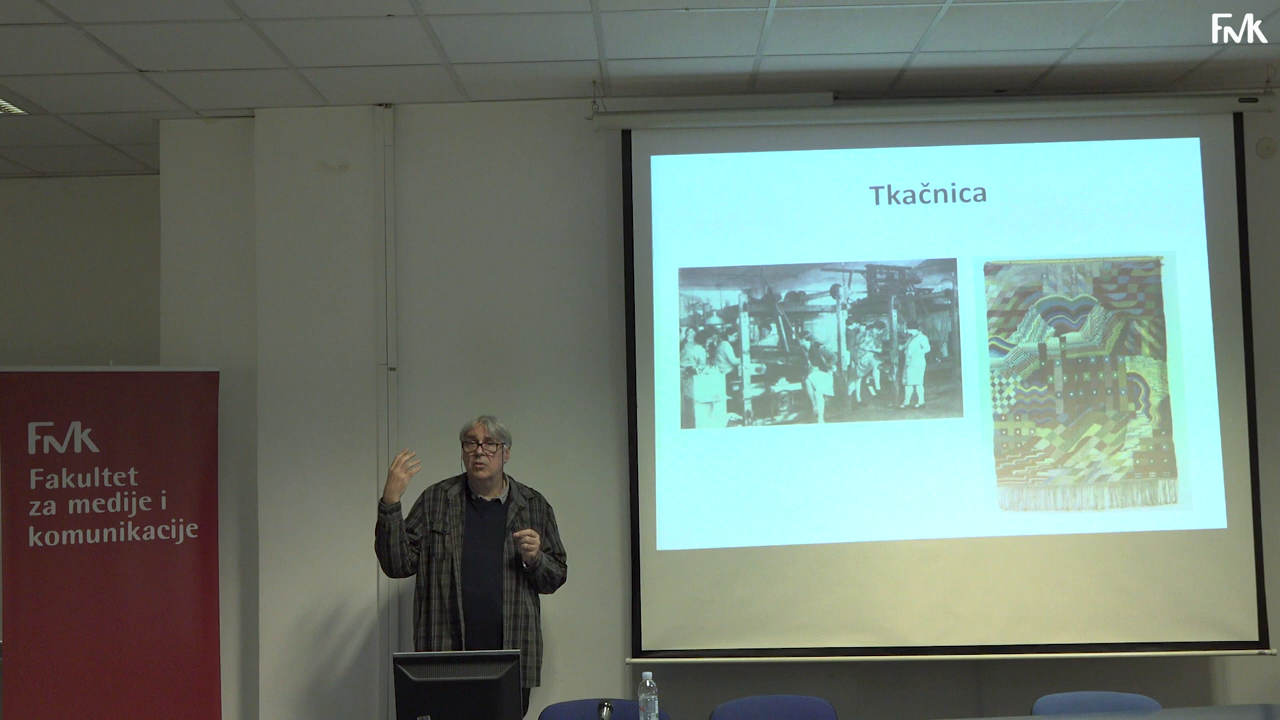 FMK
Tkačnica
FMK
Fakultet
za medije i
komunikacije